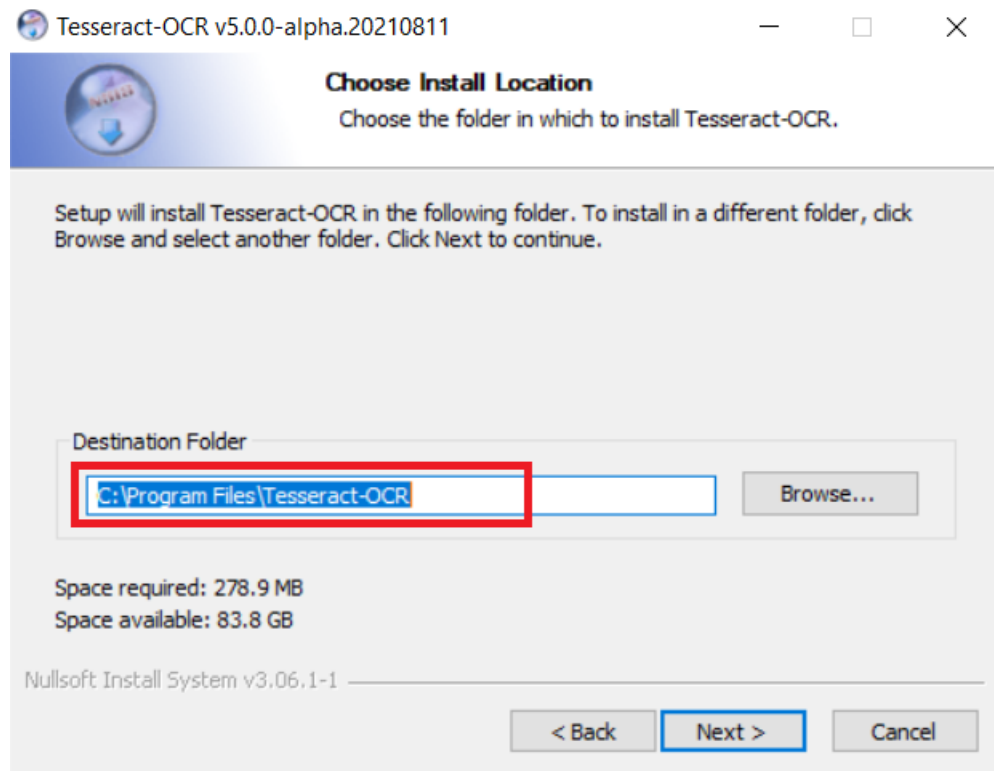 Tesseract-OCR v5.0.0-alpha.20210811
Choose Install Location
Choose the folder in which to install Tesseract-OCR.
Setup will install Tesseract-OCR in the following folder. To install in a different folder, click
Browse and select another folder. Click Next to continue.
Destination Folder
C:\Program Files\Tesseract-OCR
Browse...
Space required: 278.9 MB
Space available: 83.8 GB
Nullsoft Install System v3.06.1-1
< Back
Next >
Cancel